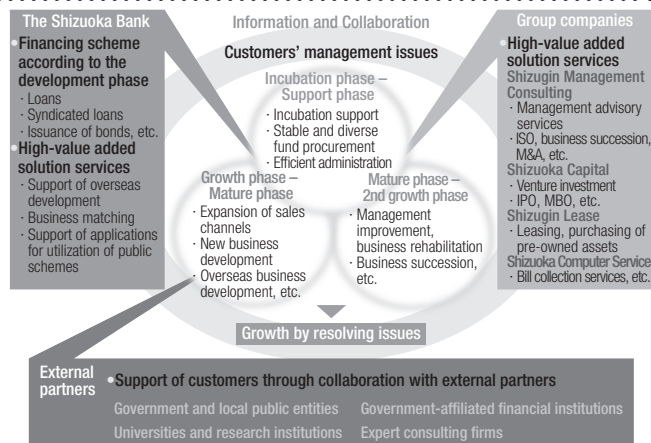 The Shizuoka Bank
•Financing scheme
according to the
development phase
· Loans
· Syndicated loans
· Issuance of bonds, etc.
•High-value added
solution services
· Support of overseas
development
· Business matching
· Support of applications
for utilization of public
schemes
Information and Collaboration
Customers’ management issues
Incubation phase –
Support phase
· Incubation support
· Stable and diverse
fund procurement
· Efficient administration
Growth phase –
Mature phase
· Expansion of sales
channels
· New business
development
· Overseas business
development, etc.
Mature phase –
2nd growth phase
· Management
improvement,
business rehabilitation
· Business succession,
etc.
Growth by resolving issues
Group companies
•High-value added
solution services
Shizugin Management
Consulting
· Management advisory
services
· ISO, business succession,
M&A, etc.
Shizuoka Capital
· Venture investment
· IPO, MBO, etc.
Shizugin Lease
· Leasing, purchasing of
pre-owned assets
Shizuoka Computer Service
· Bill collection services, etc.
External
partners
•Support of customers through collaboration with external partners
Government and local public entities
Government-affiliated financial institutions
Universities and research institutions
Expert consulting firms